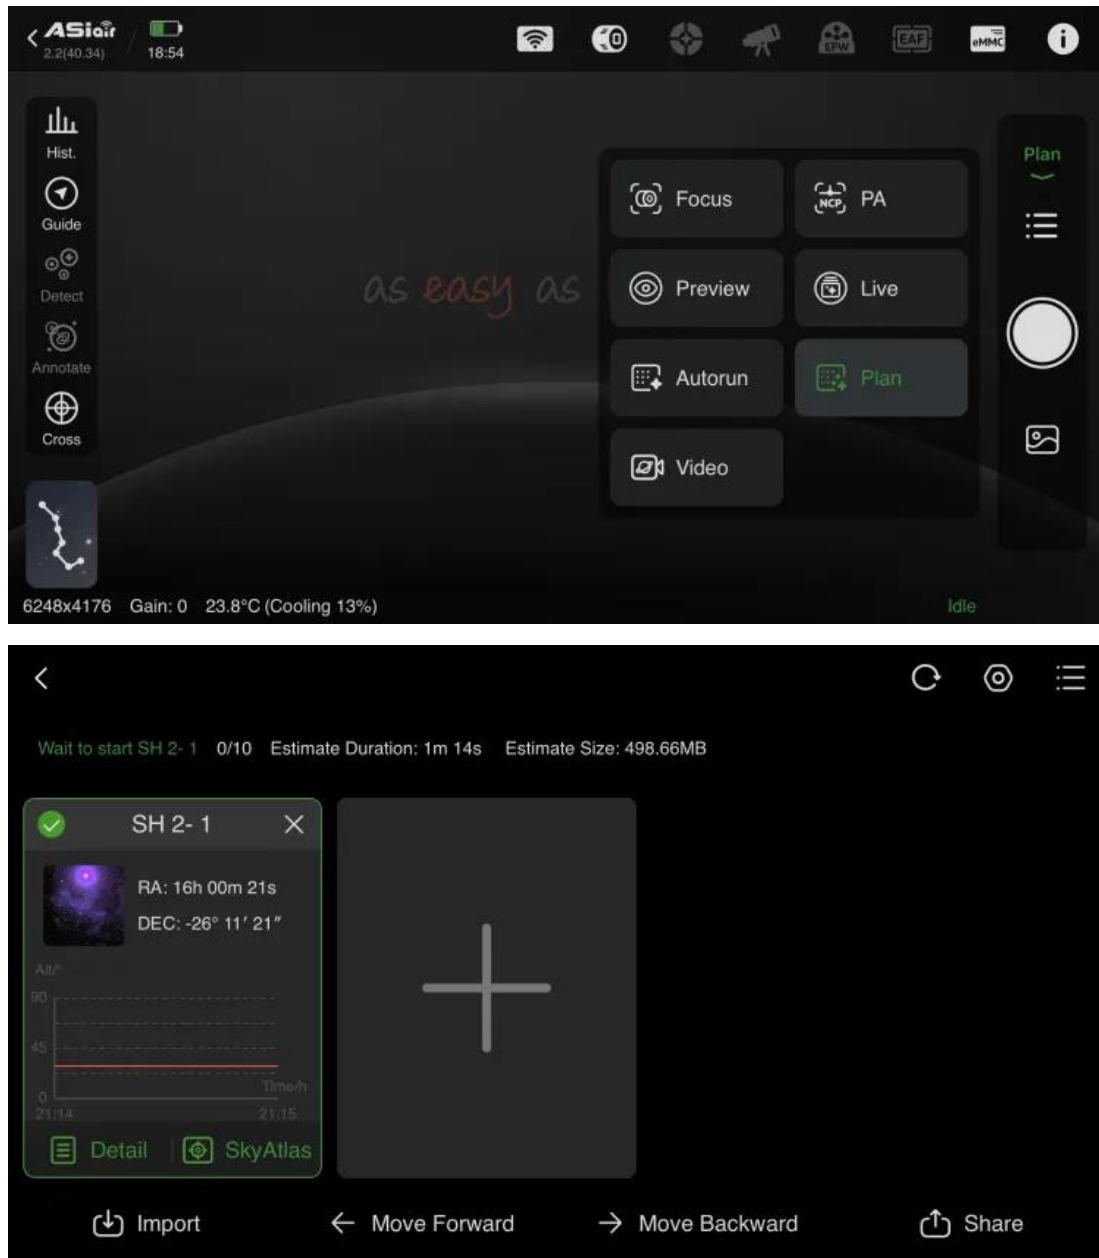 ASiair
2.2(40.34)
18:54
EFW
EAF
eMMC
Hist.
Guide
Detect
Annotate
Cross
as easy as
Focus
NCP
PA
Preview
Live
Autorun
Plan
Video
Plan
6248x4176 Gain: 0 23.8°C (Cooling 13%)
Idle
Wait to start SH 2- 1 0/10 Estimate Duration: 1m 14s Estimate Size: 498.66MB
SH 2- 1
RA: 16h 00m 21s
DEC: -26° 11′ 21″
Alt/°
90
45
0
Time/h
21:14 21:15
Detail SkyAtlas
Import Move Forward Move Backward Share